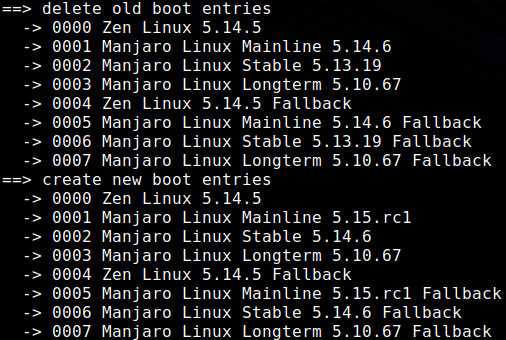 ==> delete old boot entries
-> 0000 Zen Linux 5.14.5
-> 0001 Manjaro Linux Mainline 5.14.6
-> 0002 Manjaro Linux Stable 5.13.19
-> 0003 Manjaro Linux Longterm 5.10.67
-> 0004 Zen Linux 5.14.5 Fallback
-> 0005 Manjaro Linux Mainline 5.14.6 Fallback
-> 0006 Manjaro Linux Stable 5.13.19 Fallback
-> 0007 Manjaro Linux Longterm 5.10.67 Fallback
==> create new boot entries
-> 0000 Zen Linux 5.14.5
-> 0001 Manjaro Linux Mainline 5.15.rc1
-> 0002 Manjaro Linux Stable 5.14.6
-> 0003 Manjaro Linux Longterm 5.10.67
-> 0004 Zen Linux 5.14.5 Fallback
-> 0005 Manjaro Linux Mainline 5.15.rc1 Fallback
-> 0006 Manjaro Linux Stable 5.14.6 Fallback
-> 0007 Manjaro Linux Longterm 5.10.67 Fallback